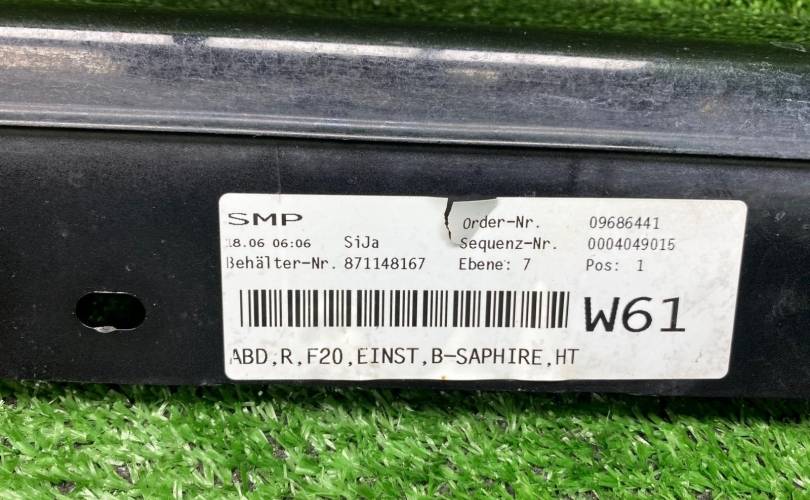 SMP Order-Nr. 09686441
18.06 06:06 SiJa Sequenz-Nr. 0004049015
Behälter-Nr. 871148167 Ebene: 7 Pos: 1
W61
ABD,R,F20,EINST,B-SAPHIRE,HT